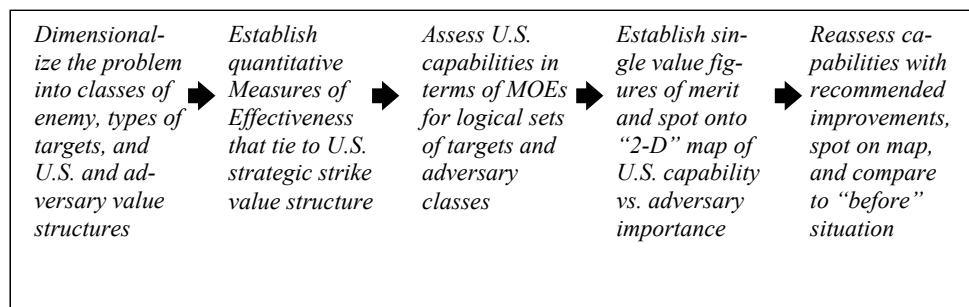 Dimensional-
ize the problem
into classes of
enemy, types of
targets, and
U.S. and ad-
versary value
structures
Establish
quantitative
Measures of
Effectiveness
that tie to U.S.
strategic strike
value structure
Assess U.S.
capabilities in
terms of MOEs
for logical sets
of targets and
adversary
classes
Establish sin-
gle value fig-
ures of merit
and spot onto
“2-D” map of
U.S. capability
vs. adversary
importance
Reassess ca-
pabilities with
recommended
improvements,
spot on map,
and compare
to “before”
situation